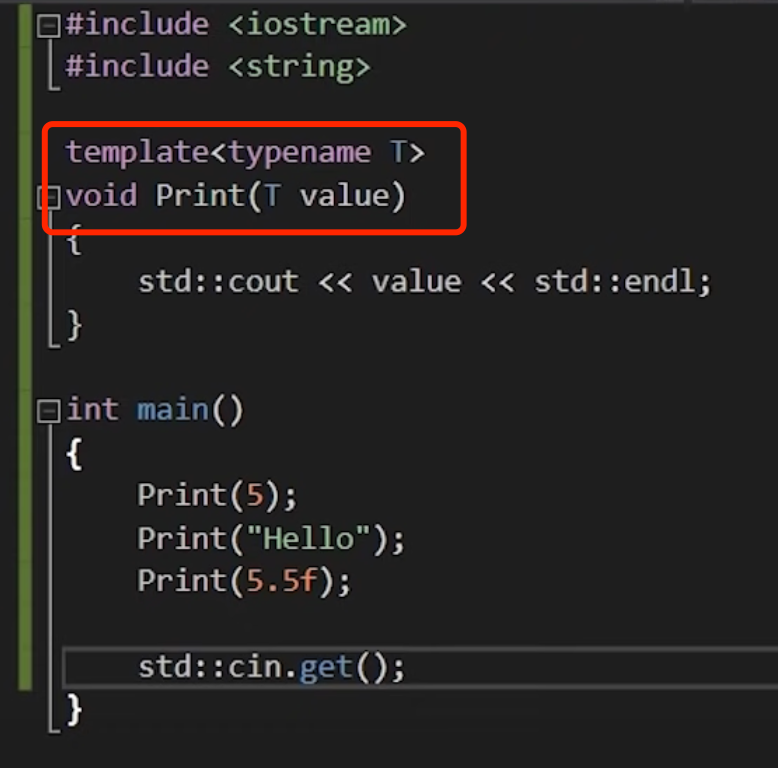 #include <iostream>
#include <string>
template<typename T>
void Print(T value)
{
    std::cout << value << std::endl;
}
int main()
{
    Print(5);
    Print("Hello");
    Print(5.5f);
    std::cin.get();
}